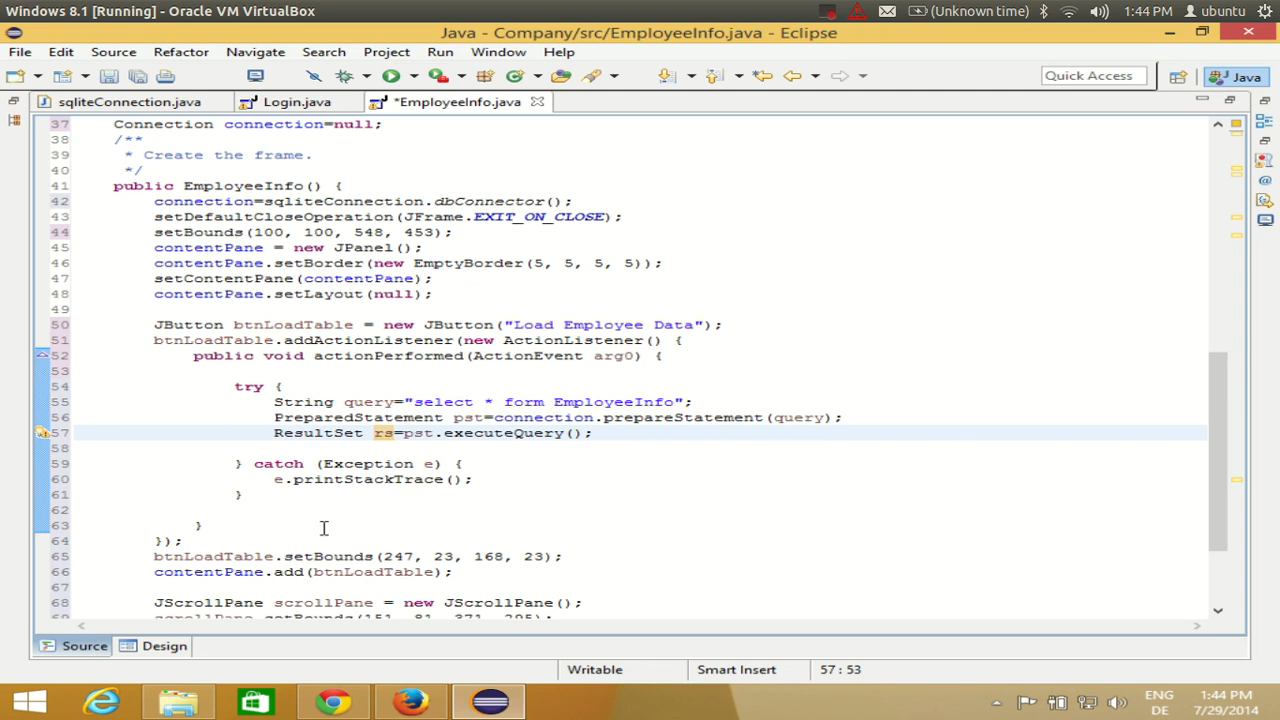 Windows 8.1 [Running] - Oracle VM VirtualBox
(Unknown time) 1:44 PM ubuntu
Java - Company/src/EmployeeInfo.java - Eclipse
File Edit Source Refactor Navigate Search Project Run Window Help
Quick Access Java
sqliteConnection.java Login.java *EmployeeInfo.java
37 Connection connection=null;
38 /**
39 * Create the frame.
40 */
41 public EmployeeInfo() {
42 connection=sqliteConnection.dbConnector();
43 setDefaultCloseOperation(JFrame.EXIT_ON_CLOSE);
44 setBounds(100, 100, 548, 453);
45 contentPane = new JPanel();
46 contentPane.setBorder(new EmptyBorder(5, 5, 5, 5));
47 setContentPane(contentPane);
48 contentPane.setLayout(null);
49
50 JButton btnLoadTable = new JButton("Load Employee Data");
51 btnLoadTable.addActionListener(new ActionListener() {
52 public void actionPerformed(ActionEvent arg0) {
53
54 try {
55 String query="select * form EmployeeInfo";
56 PreparedStatement pst=connection.prepareStatement(query);
57 ResultSet rs=pst.executeQuery();
58
59 } catch (Exception e) {
60 e.printStackTrace();
61 }
62
63 }
64 });
65 btnLoadTable.setBounds(247, 23, 168, 23);
66 contentPane.add(btnLoadTable);
67
68 JScrollPane scrollPane = new JScrollPane();
69 scrollPane.setBounds(151, 81, 371, 295);
Source Design
Writable Smart Insert 57 : 53
ENG 1:44 PM
DE 7/29/2014